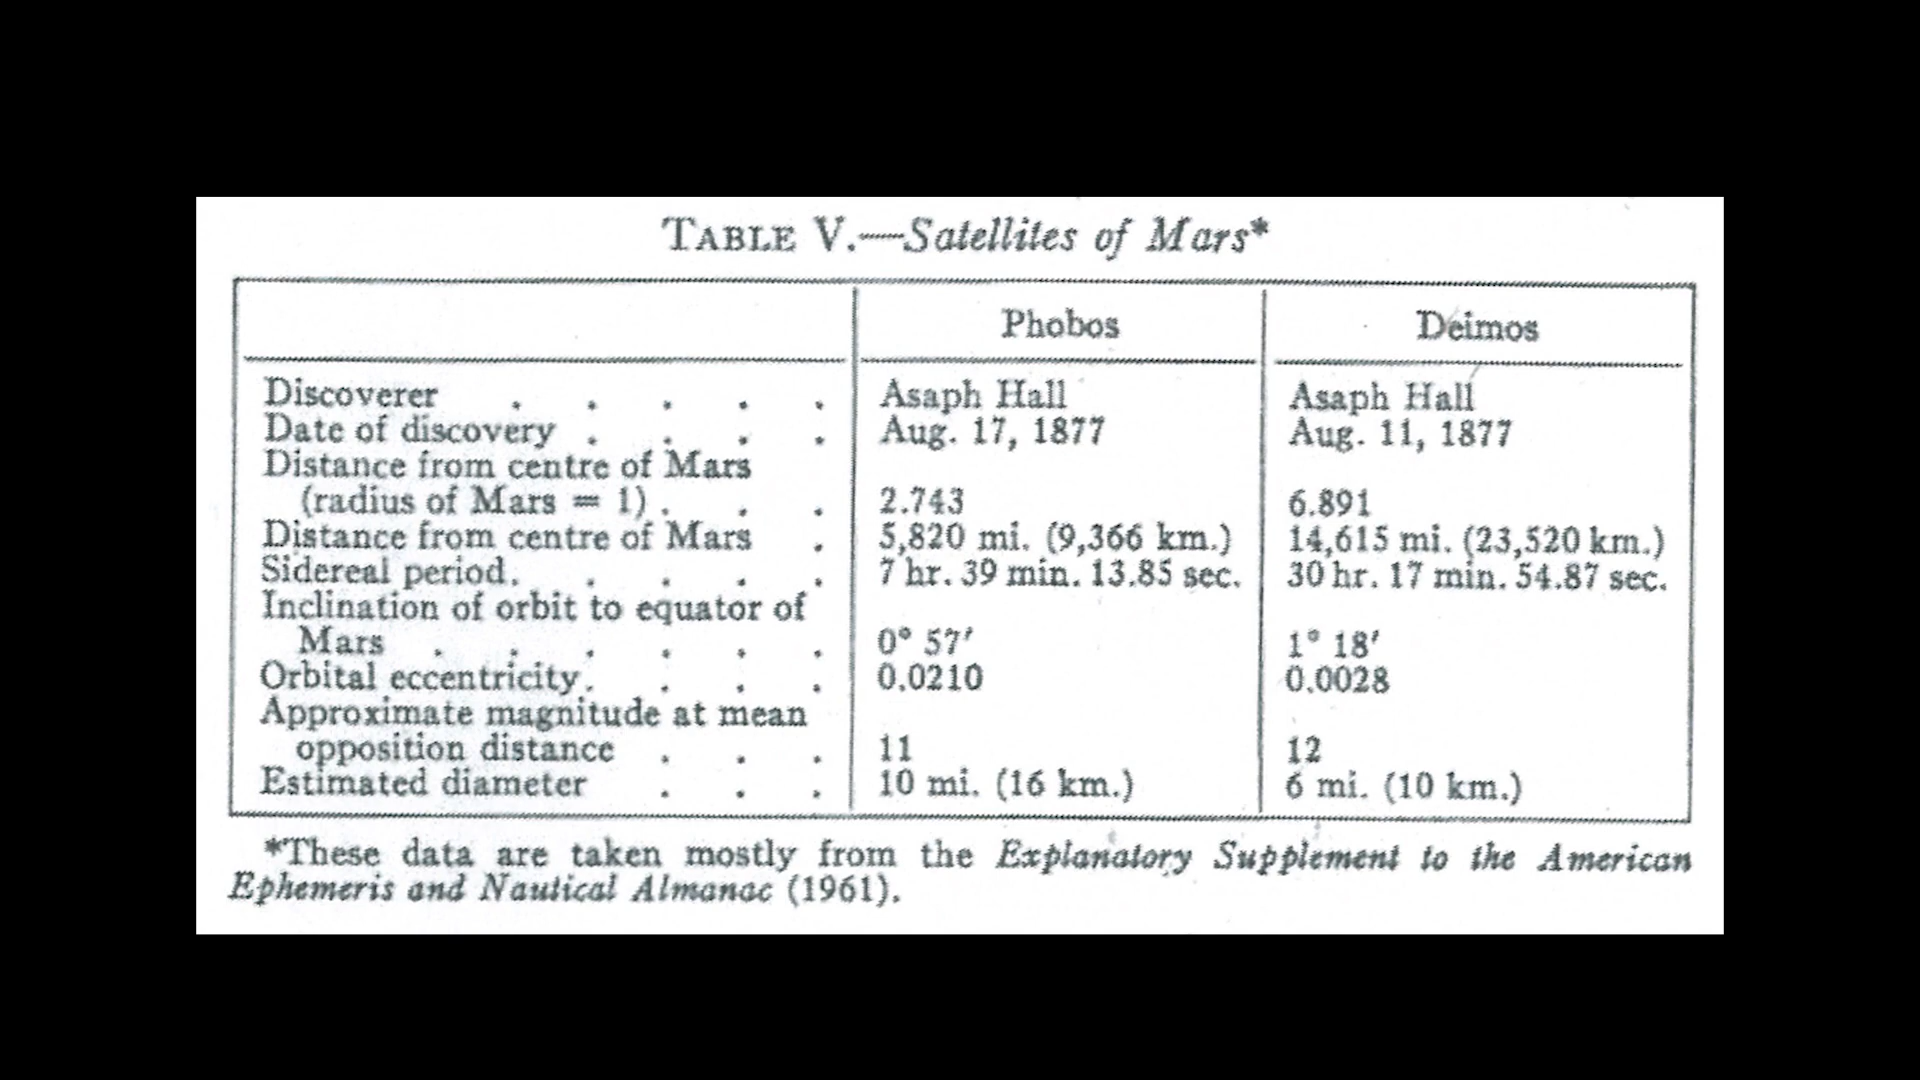 TABLE V.—Satellites of Mars*
Phobos Deimos
Discoverer . . . . . Asaph Hall Asaph Hall
Date of discovery . . . . Aug. 17, 1877 Aug. 11, 1877
Distance from centre of Mars
(radius of Mars = 1) . . . 2.743 6.891
Distance from centre of Mars . 5,820 mi. (9,366 km.) 14,615 mi. (23,520 km.)
Sidereal period. . . . . 7 hr. 39 min. 13.85 sec. 30 hr. 17 min. 54.87 sec.
Inclination of orbit to equator of
Mars . . . . . . 0° 57′ 1° 18′
Orbital eccentricity. . . . 0.0210 0.0028
Approximate magnitude at mean
opposition distance . . . 11 12
Estimated diameter . . . 10 mi. (16 km.) 6 mi. (10 km.)
*These data are taken mostly from the Explanatory Supplement to the American
Ephemeris and Nautical Almanac (1961).